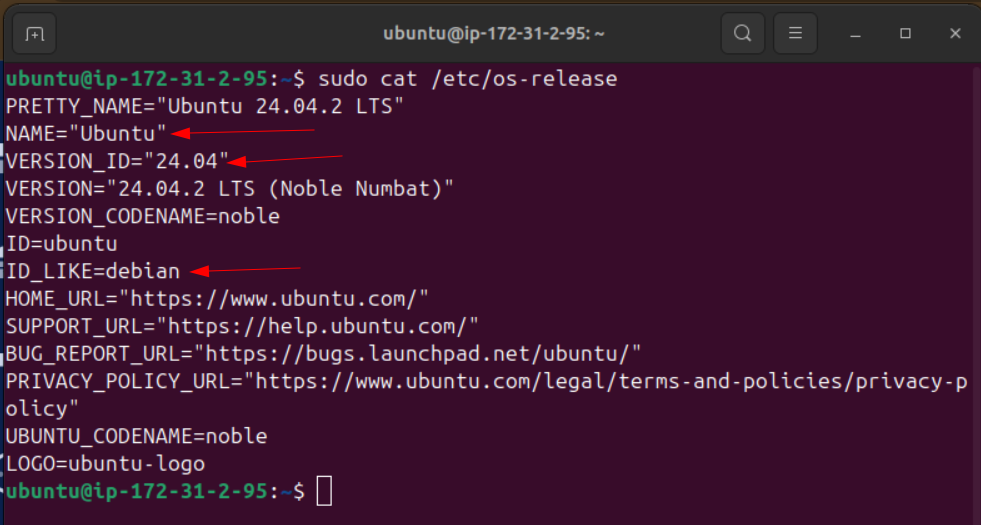 ubuntu@ip-172-31-2-95: ~
ubuntu@ip-172-31-2-95:~$ sudo cat /etc/os-release
PRETTY_NAME="Ubuntu 24.04.2 LTS"
NAME="Ubuntu"
VERSION_ID="24.04"
VERSION="24.04.2 LTS (Noble Numbat)"
VERSION_CODENAME=noble
ID=ubuntu
ID_LIKE=debian
HOME_URL="https://www.ubuntu.com/"
SUPPORT_URL="https://help.ubuntu.com/"
BUG_REPORT_URL="https://bugs.launchpad.net/ubuntu/"
PRIVACY_POLICY_URL="https://www.ubuntu.com/legal/terms-and-policies/privacy-p
olicy"
UBUNTU_CODENAME=noble
LOGO=ubuntu-logo
ubuntu@ip-172-31-2-95:~$